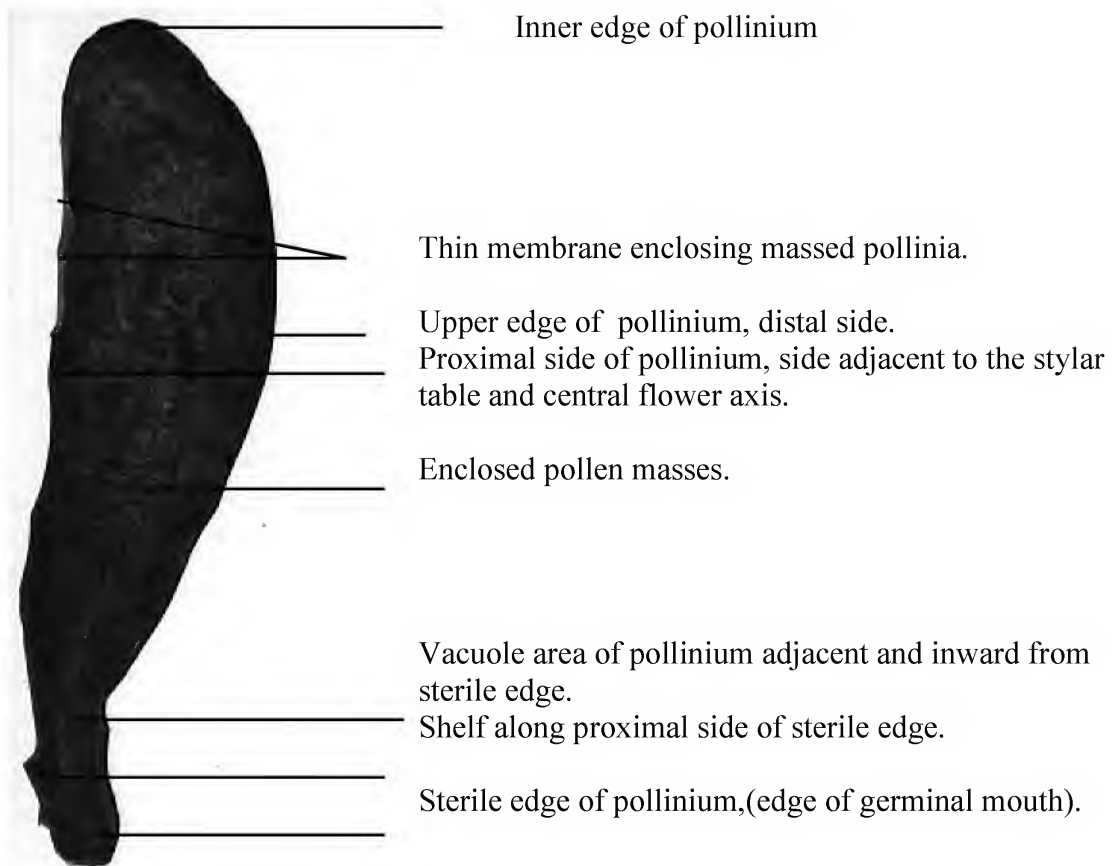 Inner edge of pollinium
Thin membrane enclosing massed pollinia.
Upper edge of  pollinium, distal side.
Proximal side of pollinium, side adjacent to the stylar
table and central flower axis.
Enclosed pollen masses.
Vacuole area of pollinium adjacent and inward from
sterile edge.
Shelf along proximal side of sterile edge.
Sterile edge of pollinium,(edge of germinal mouth).